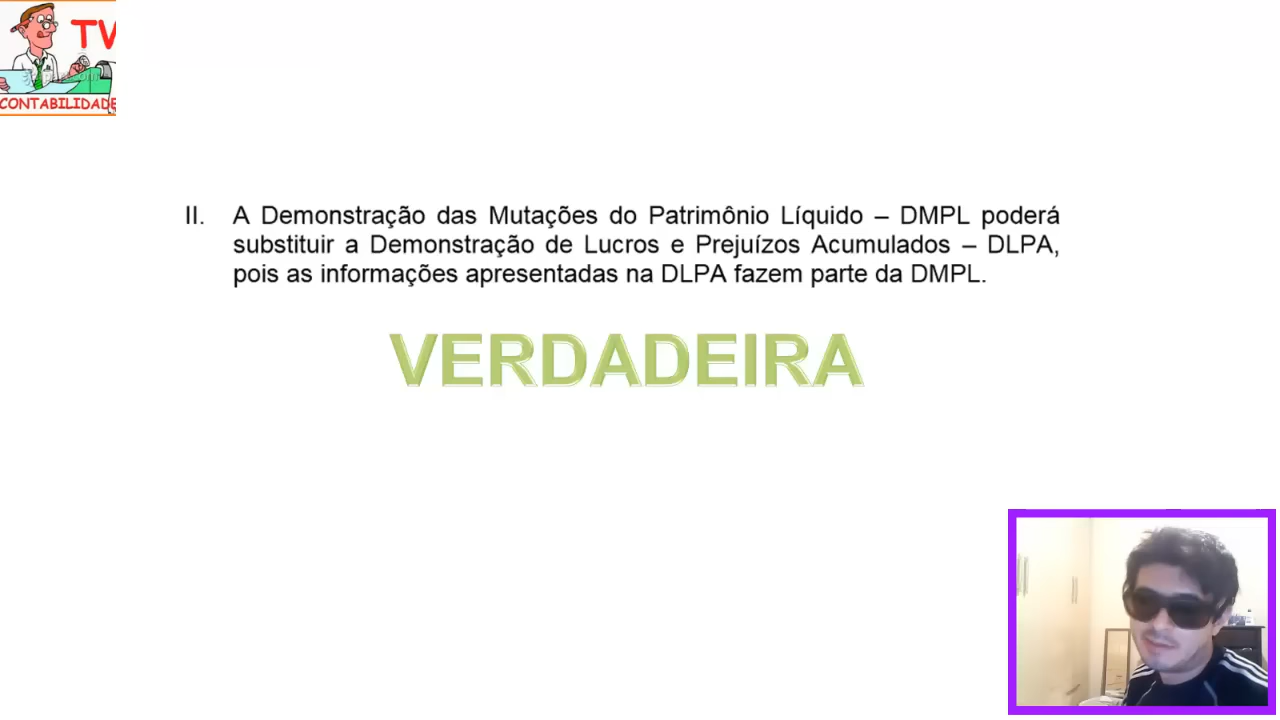 TV
CONTABILIDADE
II. A Demonstração das Mutações do Patrimônio Líquido – DMPL poderá
substituir a Demonstração de Lucros e Prejuízos Acumulados – DLPA,
pois as informações apresentadas na DLPA fazem parte da DMPL.
VERDADEIRA